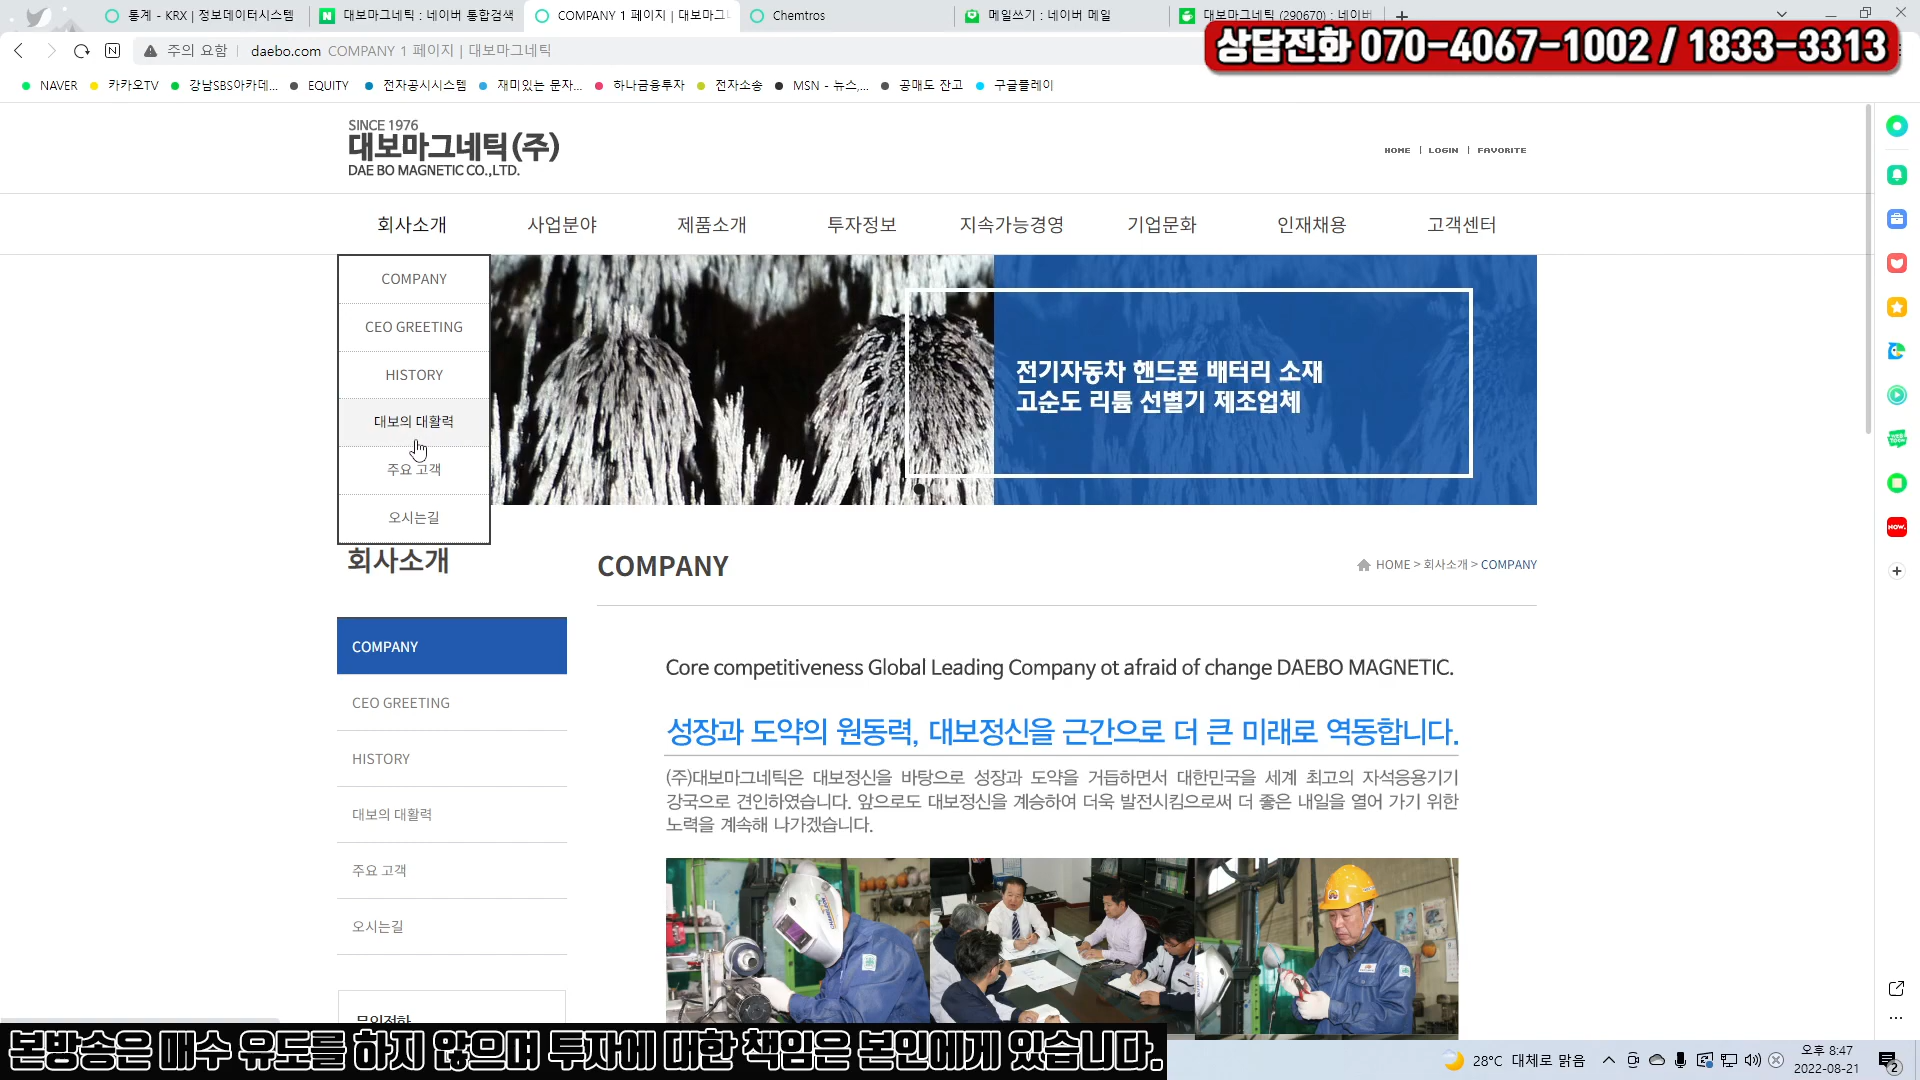 통계 - KRX | 정보데이터시스템
대보마그네틱 : 네이버 통합검색
COMPANY 1 페이지 | 대보마그
Chemtros
메일쓰기 : 네이버 메일
대보마그네틱 (290670) : 네이버
상담전화 070-4067-1002 / 1833-3313
주의 요함 daebo.com COMPANY 1 페이지 | 대보마그네틱
NAVER
카카오TV
강남SBS아카데...
EQUITY
전자공시시스템
재미있는 문자...
하나금융투자
전자소송
MSN - 뉴스,...
공매도 잔고
구글플레이
SINCE 1976
대보마그네틱(주)
DAE BO MAGNETIC CO.,LTD.
HOME | LOGIN | FAVORITE
회사소개 사업분야 제품소개 투자정보 지속가능경영 기업문화 인재채용 고객센터
COMPANY
CEO GREETING
HISTORY
대보의 대활력
주요 고객
오시는길
전기자동차 핸드폰 배터리 소재
고순도 리튬 선별기 제조업체
회사소개
COMPANY
HOME > 회사소개 > COMPANY
COMPANY
CEO GREETING
HISTORY
대보의 대활력
주요 고객
오시는길
Core competitiveness Global Leading Company ot afraid of change DAEBO MAGNETIC.
성장과 도약의 원동력, 대보정신을 근간으로 더 큰 미래로 역동합니다.
(주)대보마그네틱은 대보정신을 바탕으로 성장과 도약을 거듭하면서 대한민국을 세계 최고의 자석응용기기
강국으로 견인하였습니다. 앞으로도 대보정신을 계승하여 더욱 발전시킴으로써 더 좋은 내일을 열어 가기 위한
노력을 계속해 나가겠습니다.
본방송은 매수 유도를 하지 않으며 투자에 대한 책임은 본인에게 있습니다.
28°C 대체로 맑음
오후 8:47
2022-08-21
2
NOW.